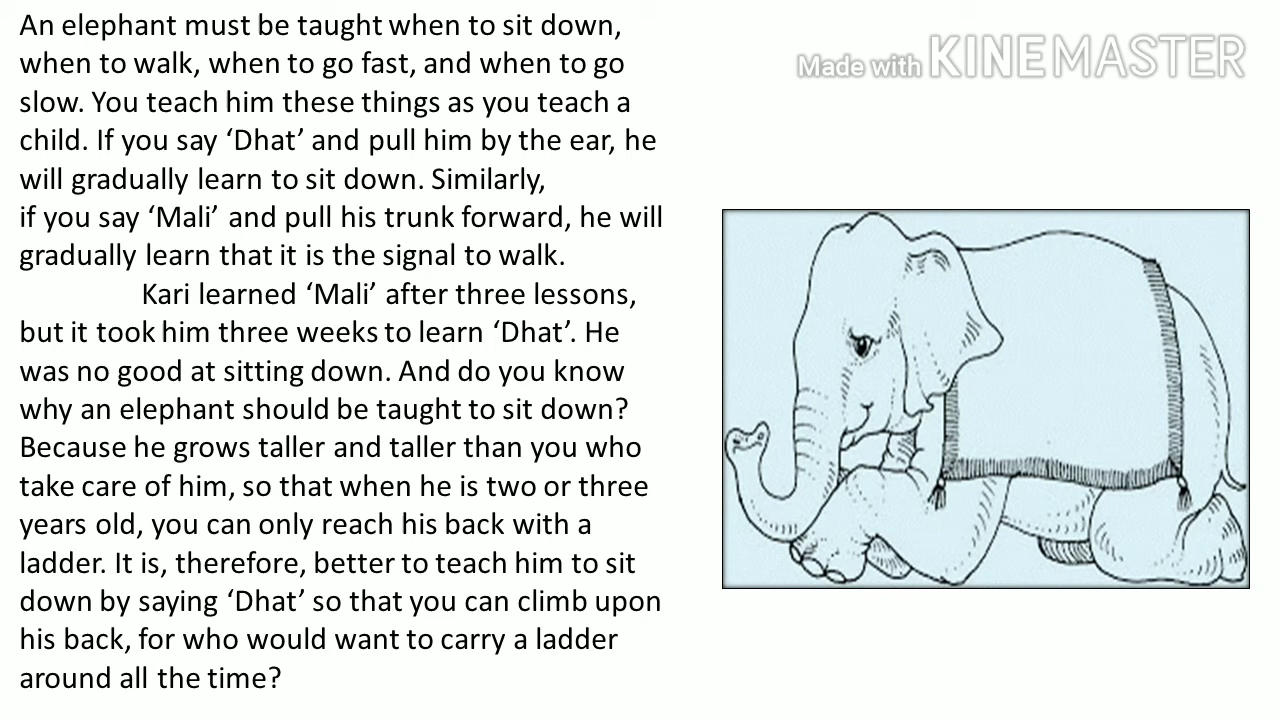 An elephant must be taught when to sit down,
when to walk, when to go fast, and when to go
slow. You teach him these things as you teach a
child. If you say ‘Dhat’ and pull him by the ear, he
will gradually learn to sit down. Similarly,
if you say ‘Mali’ and pull his trunk forward, he will
gradually learn that it is the signal to walk.
Kari learned ‘Mali’ after three lessons,
but it took him three weeks to learn ‘Dhat’. He
was no good at sitting down. And do you know
why an elephant should be taught to sit down?
Because he grows taller and taller than you who
take care of him, so that when he is two or three
years old, you can only reach his back with a
ladder. It is, therefore, better to teach him to sit
down by saying ‘Dhat’ so that you can climb upon
his back, for who would want to carry a ladder
around all the time?
Made with KINEMASTER